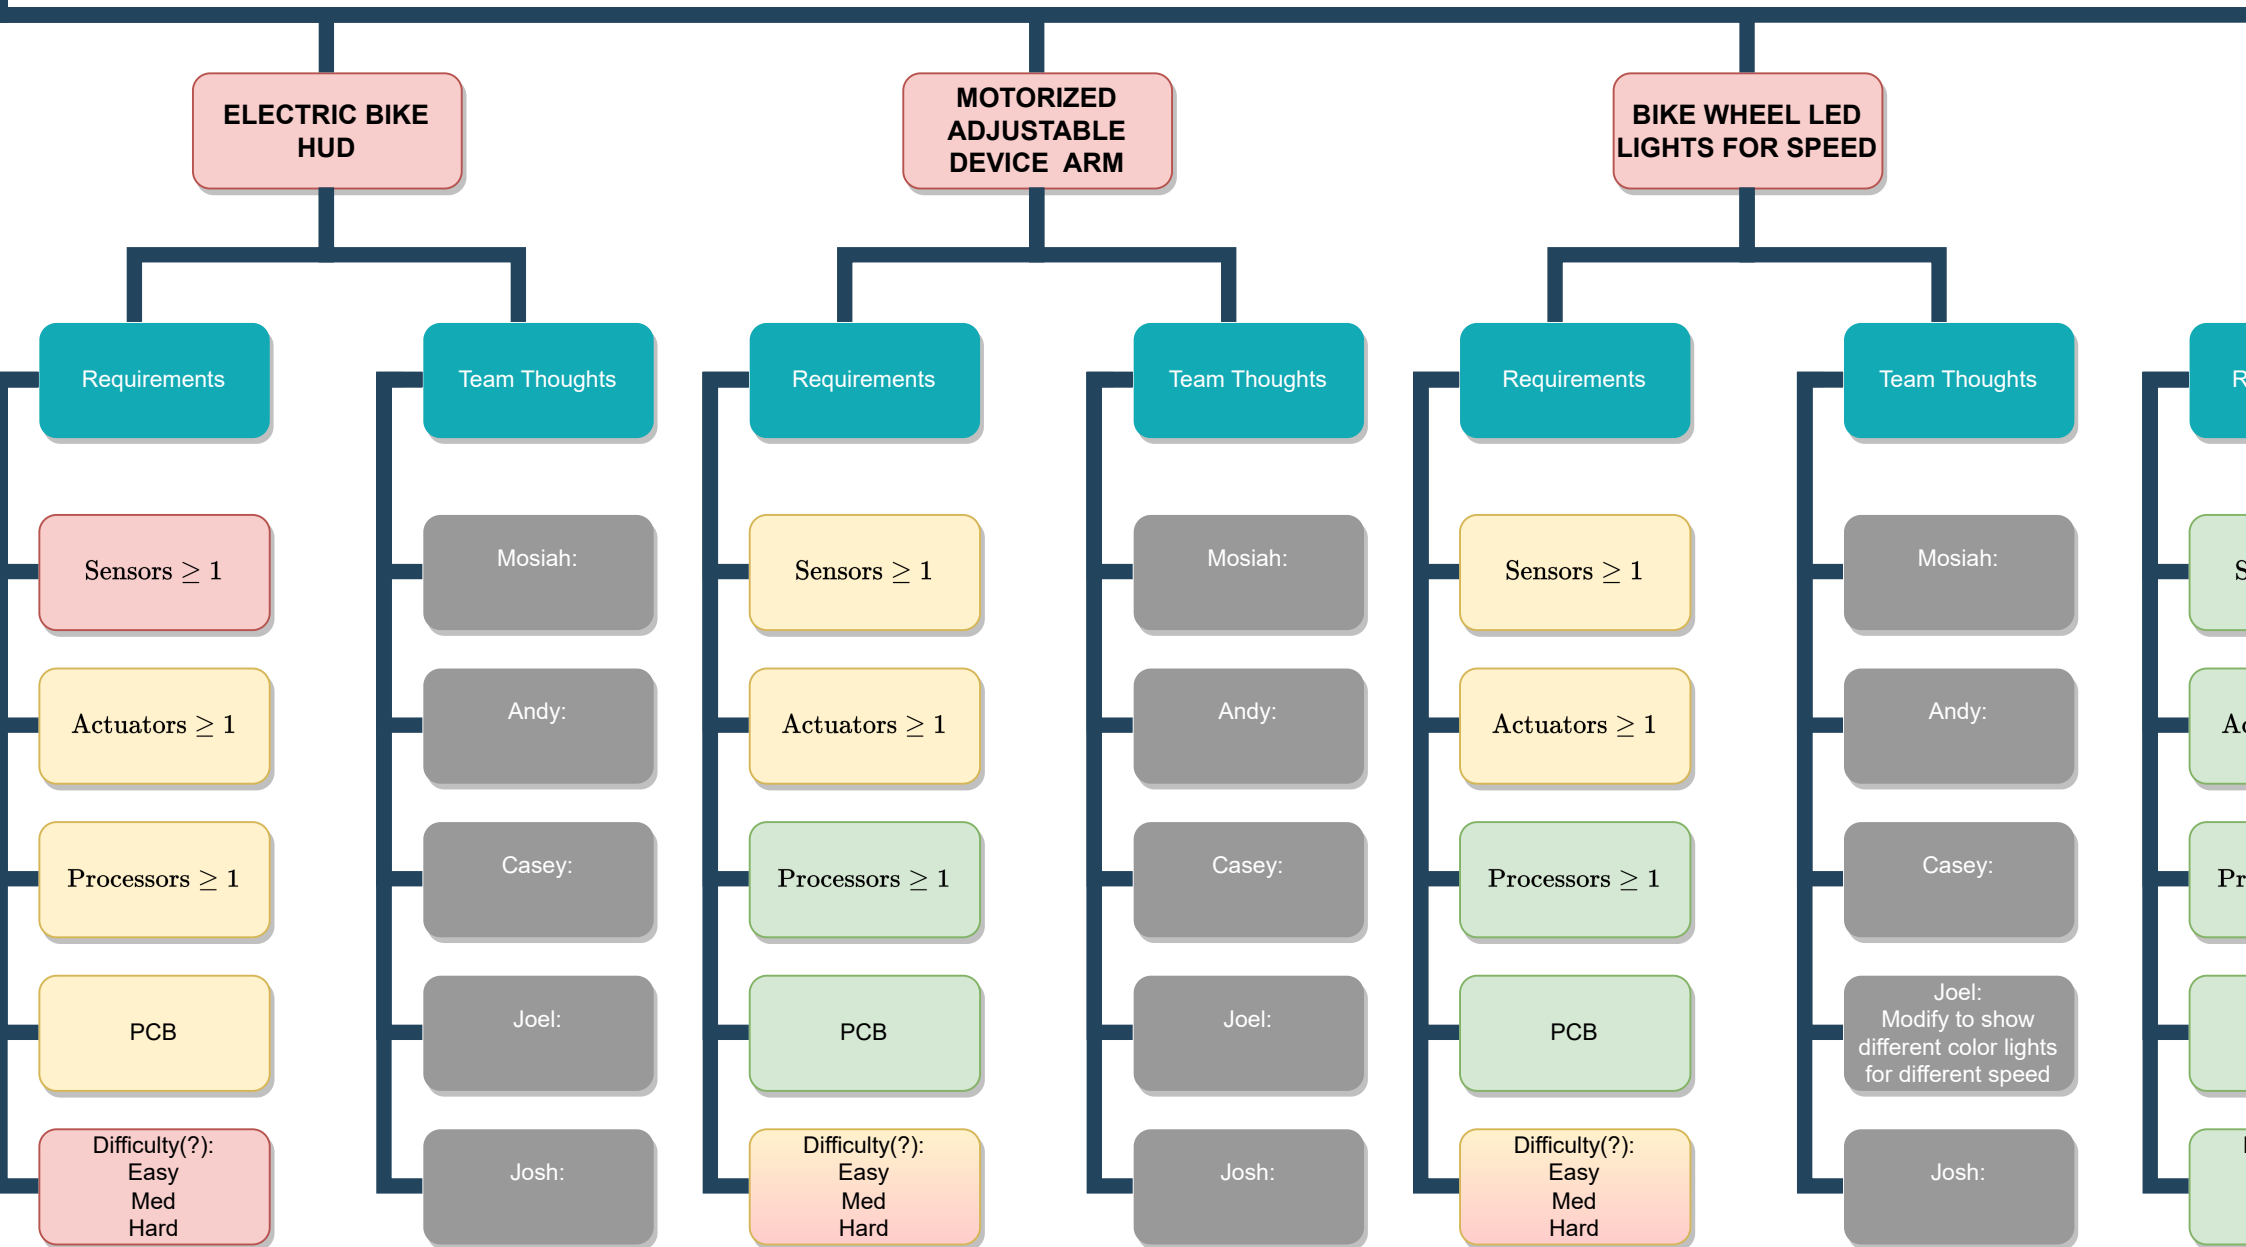 ELECTRIC BIKE
HUD
MOTORIZED
ADJUSTABLE
DEVICE ARM
BIKE WHEEL LED
LIGHTS FOR SPEED
Requirements
Team Thoughts
Requirements
Team Thoughts
Requirements
Team Thoughts
Sensors ≥ 1
Mosiah:
Sensors ≥ 1
Mosiah:
Sensors ≥ 1
Mosiah:
Actuators ≥ 1
Andy:
Actuators ≥ 1
Andy:
Actuators ≥ 1
Andy:
Processors ≥ 1
Casey:
Processors ≥ 1
Casey:
Processors ≥ 1
Casey:
PCB
Joel:
PCB
Joel:
PCB
Joel:
Modify to show
different color lights
for different speed
Difficulty(?):
Easy
Med
Hard
Josh:
Difficulty(?):
Easy
Med
Hard
Josh:
Difficulty(?):
Easy
Med
Hard
Josh: